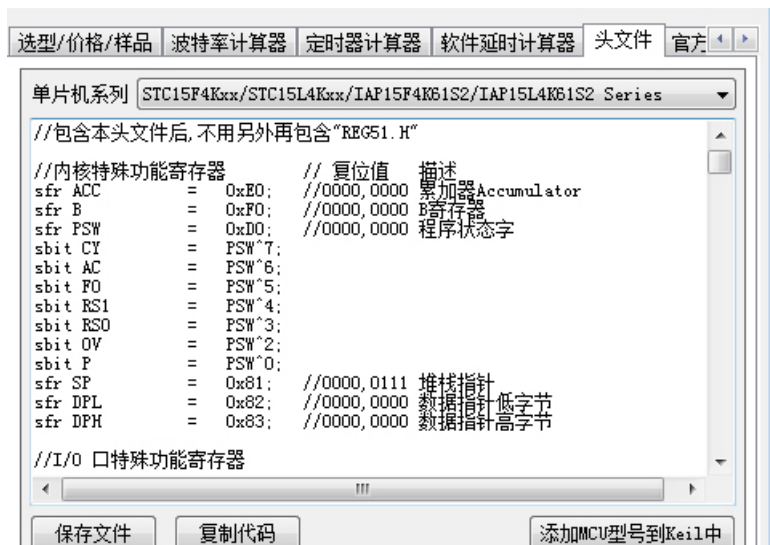 选型/价格/样品 波特率计算器 定时器计算器 软件延时计算器 头文件 官方
单片机系列 STC15F4Kxx/STC15L4Kxx/IAP15F4K61S2/IAP15L4K61S2 Series
//包含本头文件后,不用另外再包含"REG51.H"
//内核特殊功能寄存器 // 复位值 描述
sfr ACC = 0xE0; //0000,0000 累加器Accumulator
sfr B = 0xF0; //0000,0000 B寄存器
sfr PSW = 0xD0; //0000,0000 程序状态字
sbit CY = PSW^7;
sbit AC = PSW^6;
sbit F0 = PSW^5;
sbit RS1 = PSW^4;
sbit RS0 = PSW^3;
sbit OV = PSW^2;
sbit P = PSW^0;
sfr SP = 0x81; //0000,0111 堆栈指针
sfr DPL = 0x82; //0000,0000 数据指针低字节
sfr DPH = 0x83; //0000,0000 数据指针高字节
//I/O 口特殊功能寄存器
保存文件 复制代码 添加MCU型号到Keil中